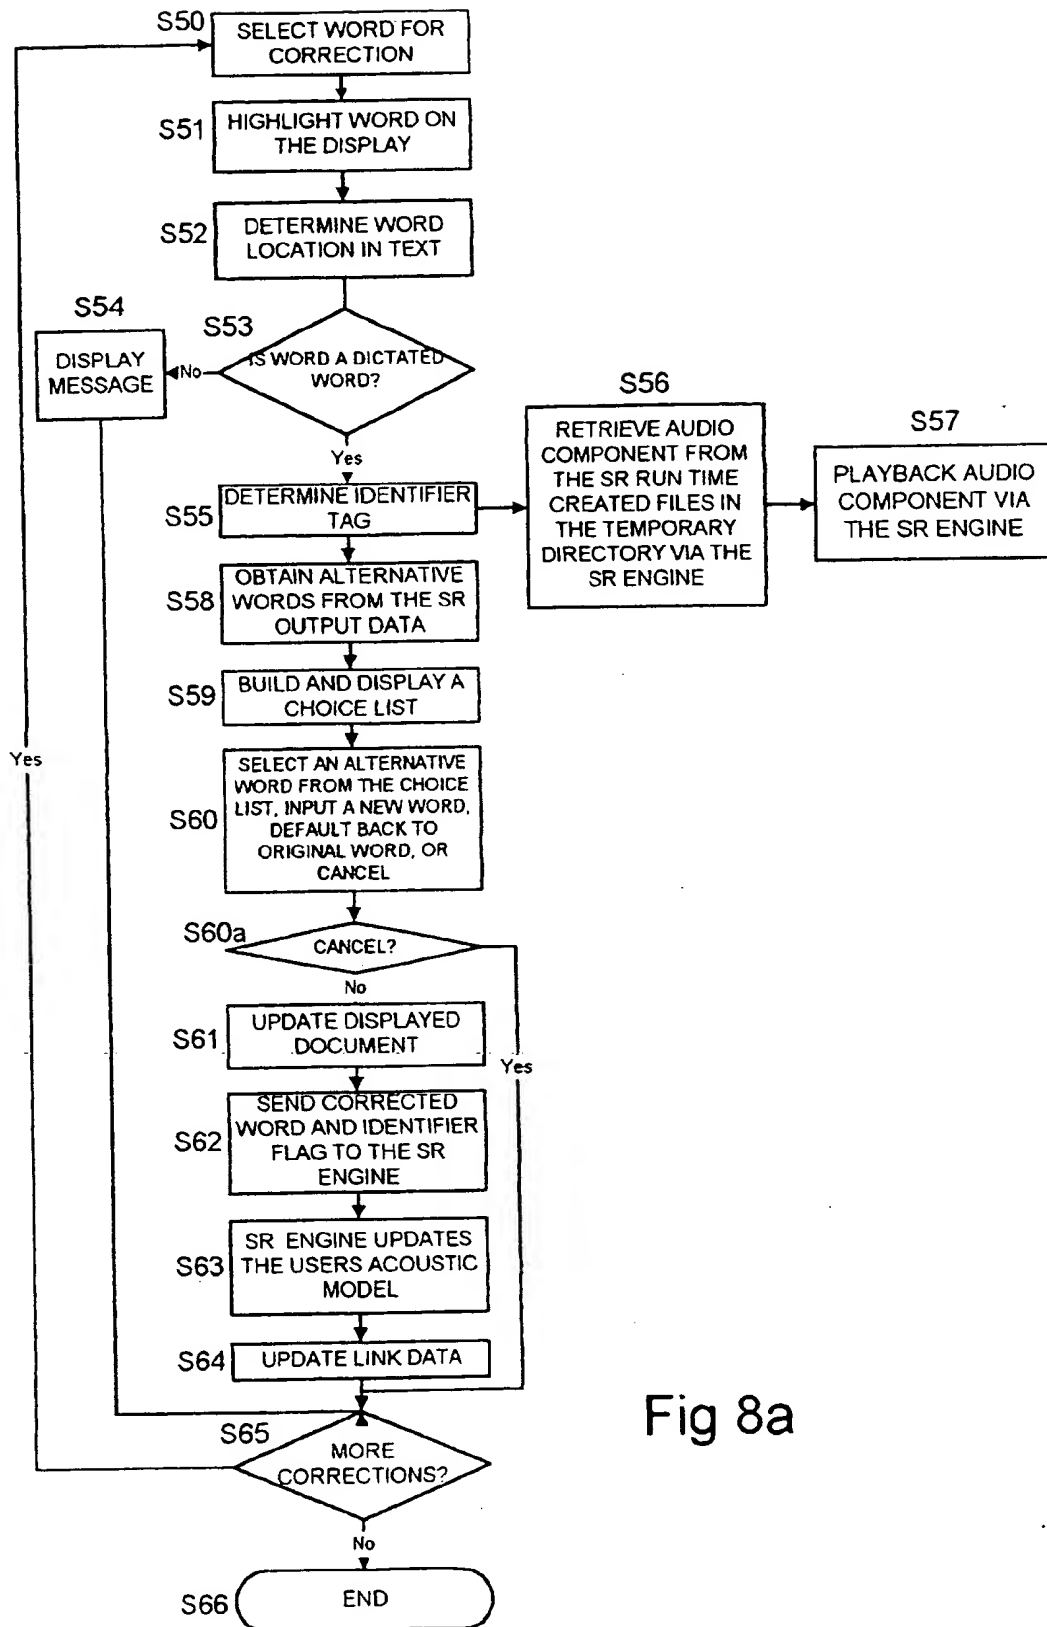 S50
SELECT WORD FOR
CORRECTION
S51
HIGHLIGHT WORD ON
THE DISPLAY
S52
DETERMINE WORD
LOCATION IN TEXT
S53
IS WORD A DICTATED
WORD?
No
S54
DISPLAY
MESSAGE
Yes
S55
DETERMINE IDENTIFIER
TAG
S56
RETRIEVE AUDIO
COMPONENT FROM
THE SR RUN TIME
CREATED FILES IN
THE TEMPORARY
DIRECTORY VIA THE
SR ENGINE
S57
PLAYBACK AUDIO
COMPONENT VIA
THE SR ENGINE
S58
OBTAIN ALTERNATIVE
WORDS FROM THE SR
OUTPUT DATA
S59
BUILD AND DISPLAY A
CHOICE LIST
S60
SELECT AN ALTERNATIVE
WORD FROM THE CHOICE
LIST, INPUT A NEW WORD,
DEFAULT BACK TO
ORIGINAL WORD, OR
CANCEL
S60a
CANCEL?
No
Yes
S61
UPDATE DISPLAYED
DOCUMENT
S62
SEND CORRECTED
WORD AND IDENTIFIER
FLAG TO THE SR
ENGINE
S63
SR ENGINE UPDATES
THE USERS ACOUSTIC
MODEL
S64
UPDATE LINK DATA
S65
MORE
CORRECTIONS?
Yes
No
S66
END
Fig 8a